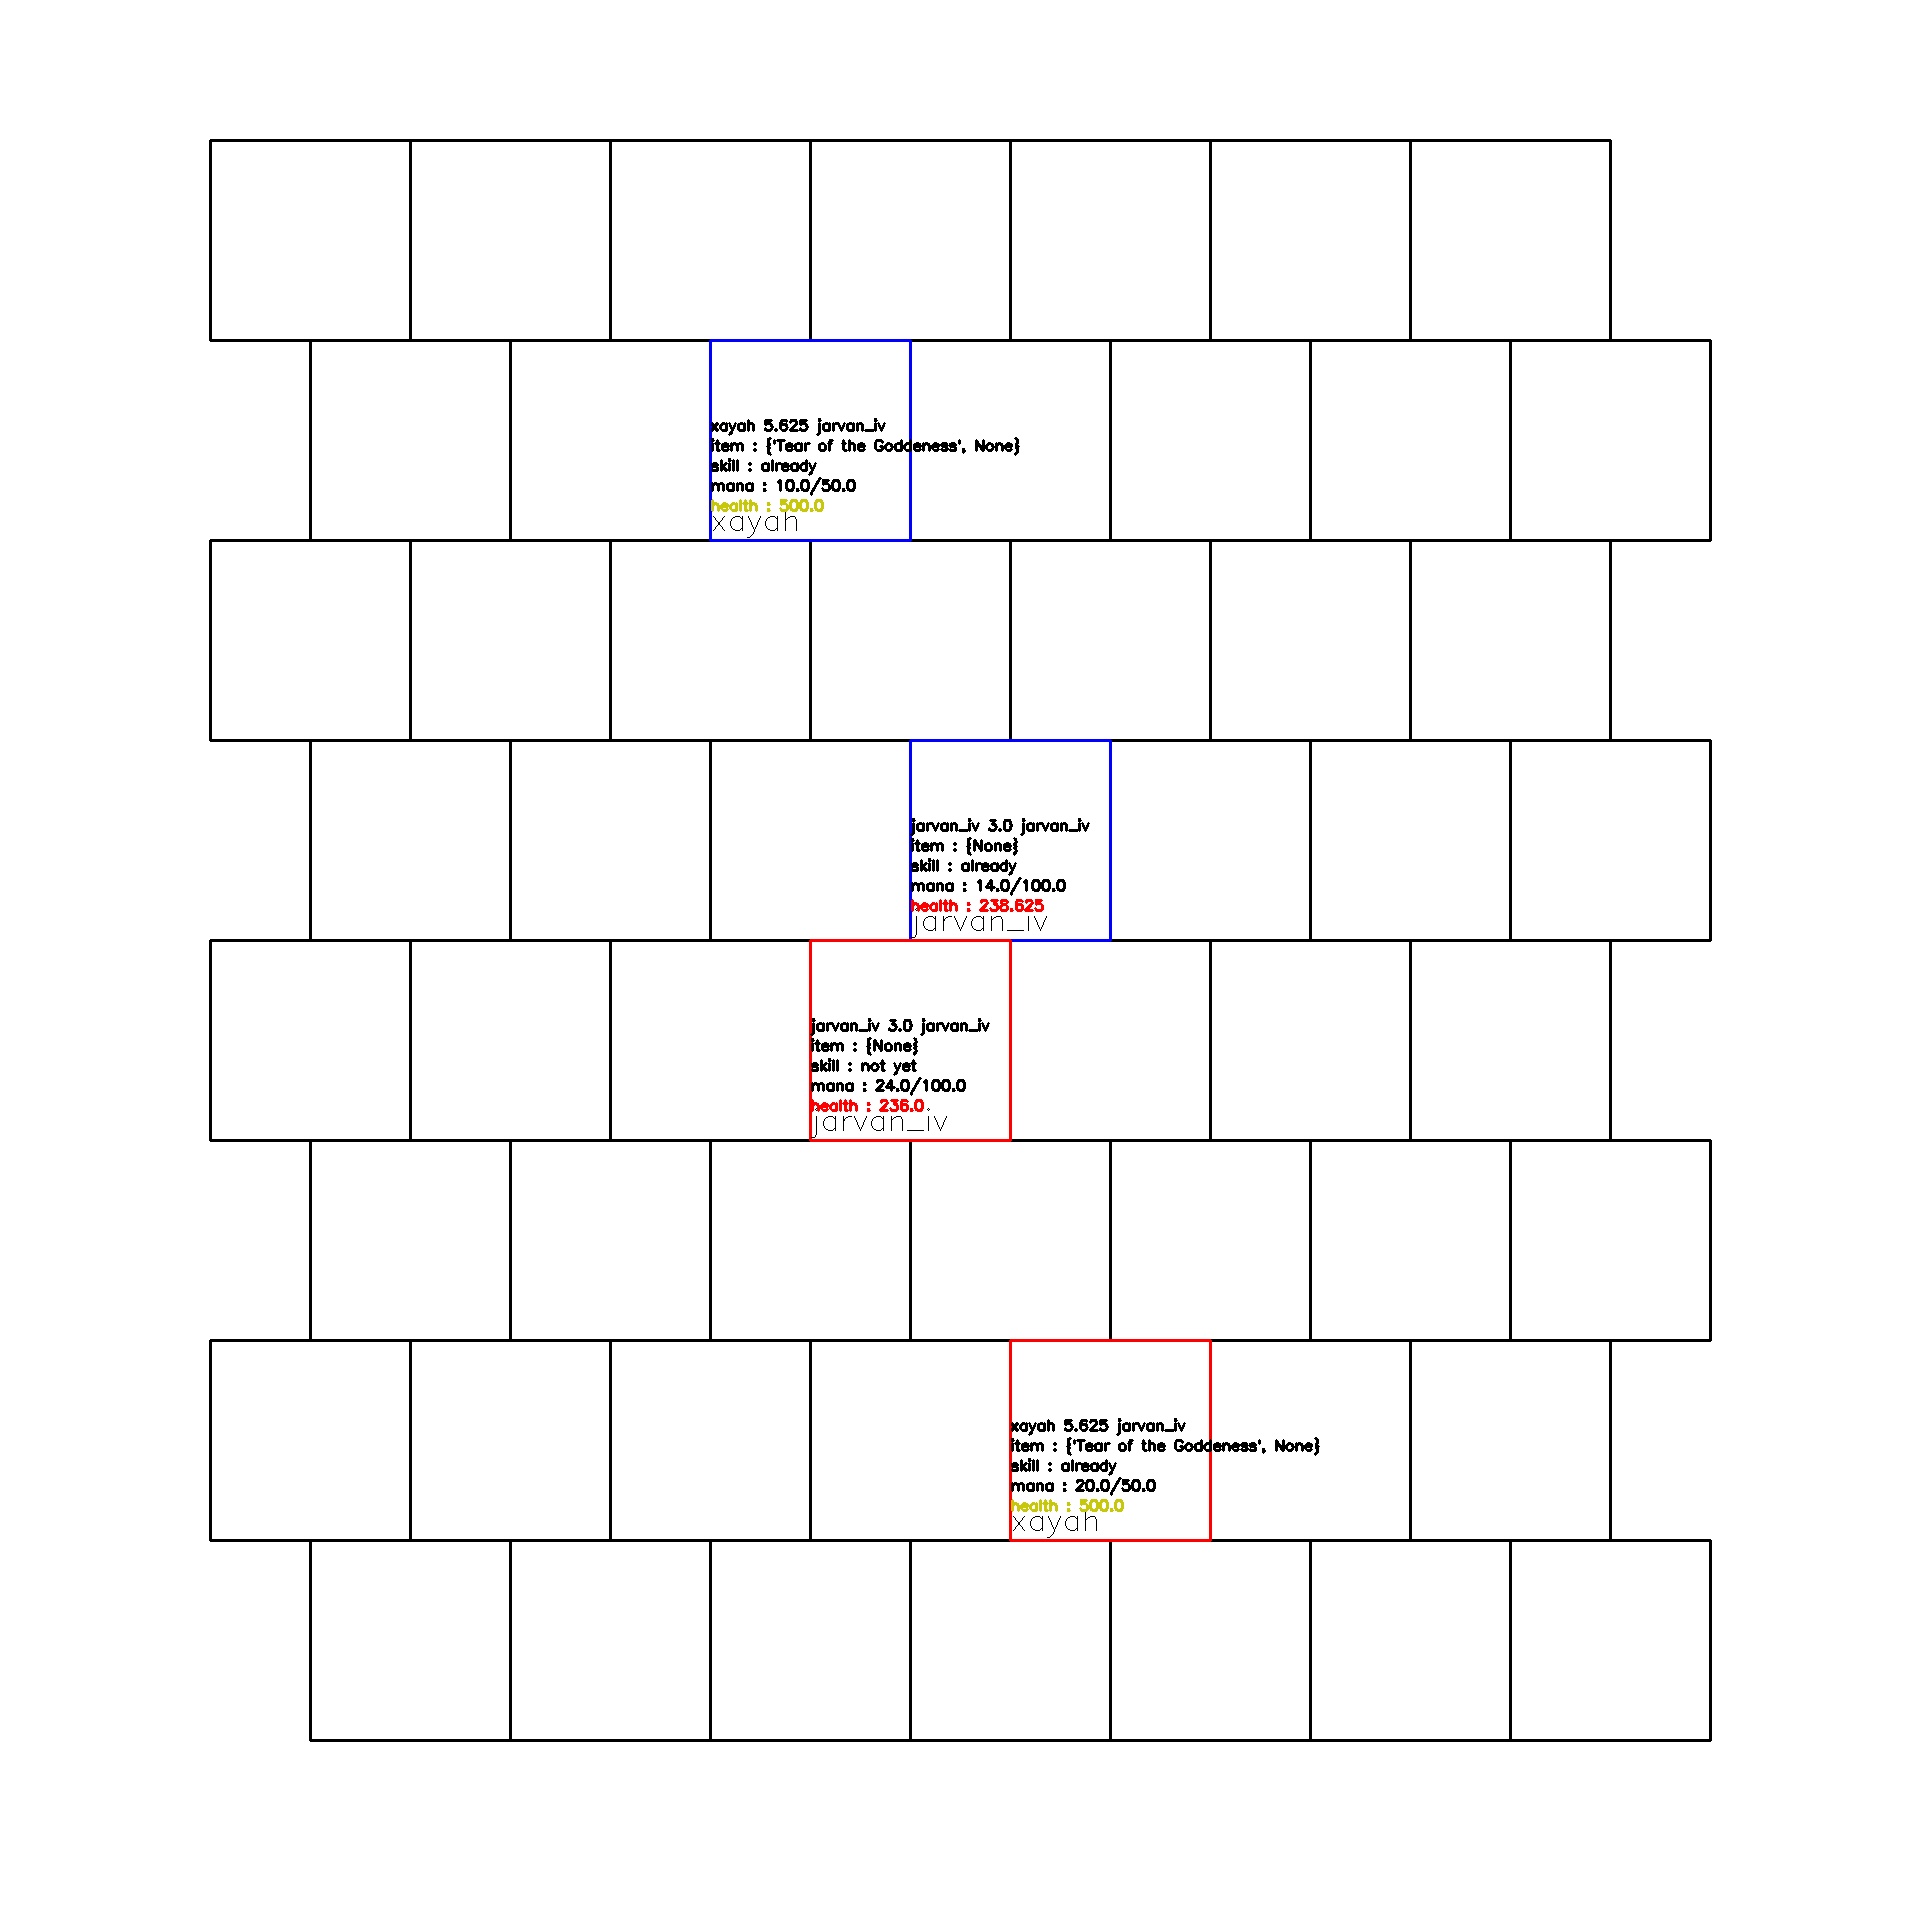 xayah 5.625 jarvan_iv
item : {'Tear of the Goddeness', None}
skill : already
mana : 10.0/50.0
health : 500.0
xayah
jarvan_iv 3.0 jarvan_iv
item : {None}
skill : already
mana : 14.0/100.0
health : 238.625
jarvan_iv
jarvan_iv 3.0 jarvan_iv
item : {None}
skill : not yet
mana : 24.0/100.0
health : 236.0
jarvan_iv
xayah 5.625 jarvan_iv
item : {'Tear of the Goddeness', None}
skill : already
mana : 20.0/50.0
health : 500.0
xayah